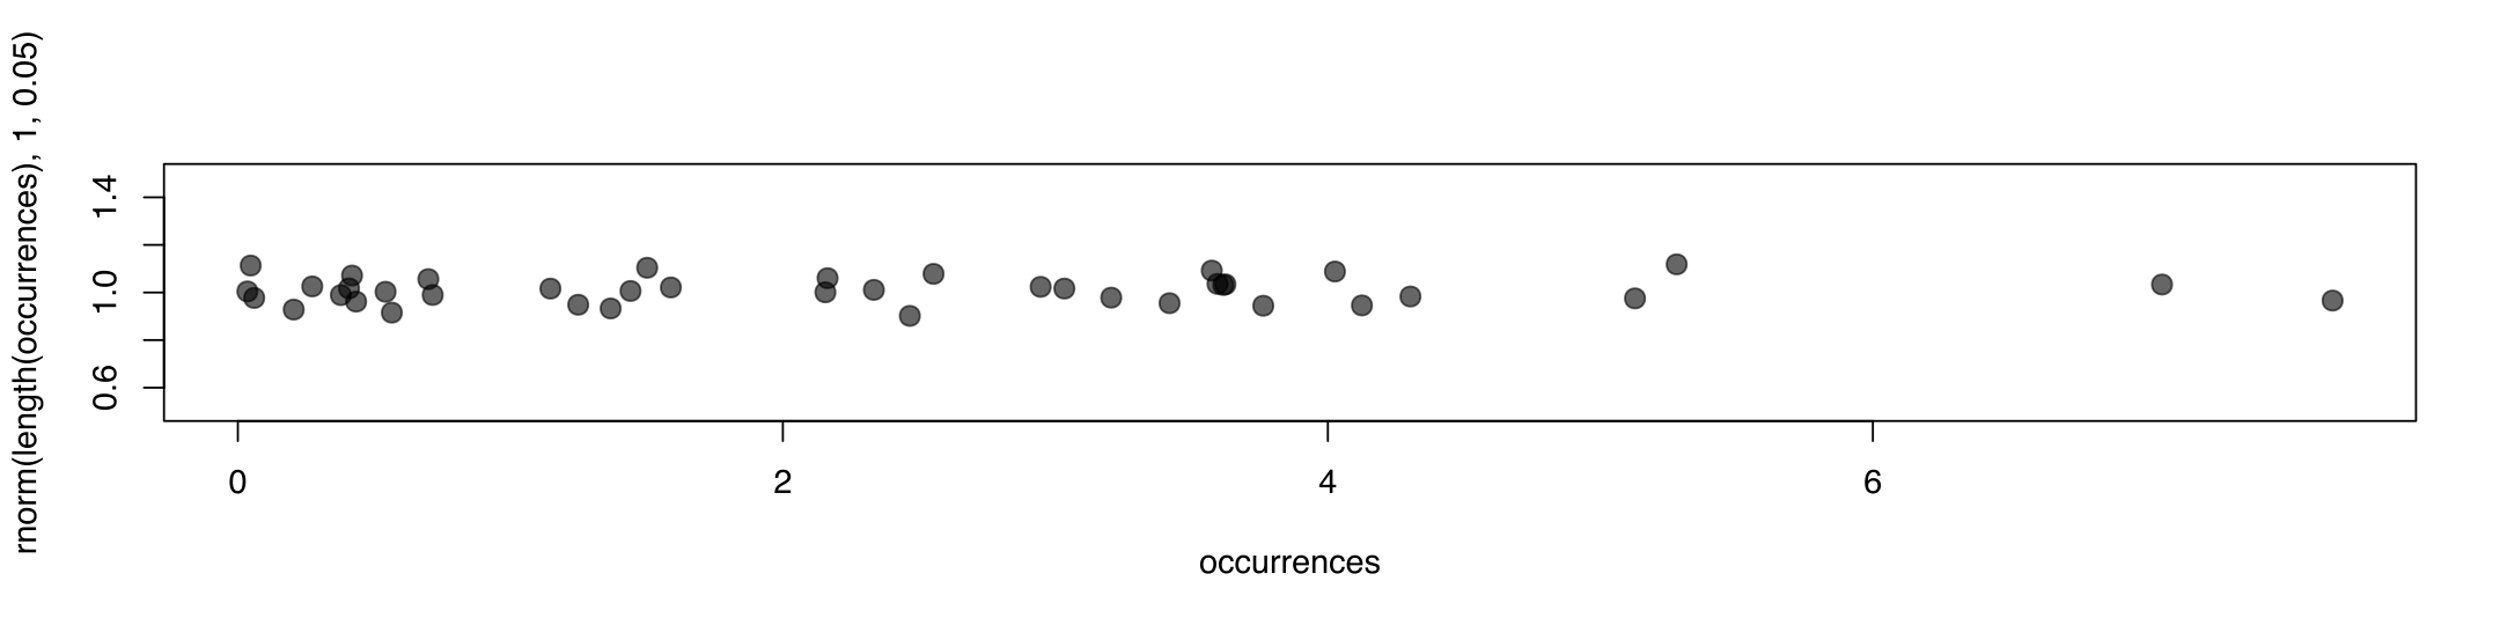 rnorm(length(occurrences), 1, 0.05)
1.4
1.0
0.6
0 2 4 6
occurrences